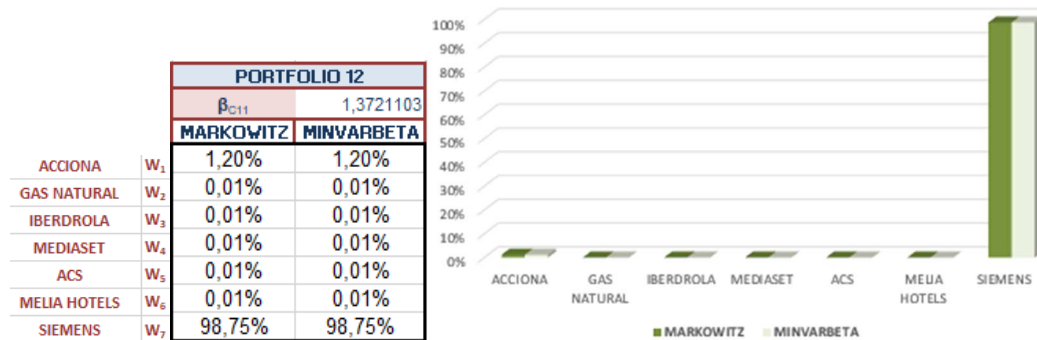 PORTFOLIO 12
βC11 1,3721103
MARKOWITZ MINVARBETA
ACCIONA W1 1,20% 1,20%
GAS NATURAL W2 0,01% 0,01%
IBERDROLA W3 0,01% 0,01%
MEDIASET W4 0,01% 0,01%
ACS W5 0,01% 0,01%
MELIA HOTELS W6 0,01% 0,01%
SIEMENS W7 98,75% 98,75%
100%
90%
80%
70%
60%
50%
40%
30%
20%
10%
0%
ACCIONA GAS NATURAL IBERDROLA MEDIASET ACS MELIA HOTELS SIEMENS
MARKOWITZ MINVARBETA